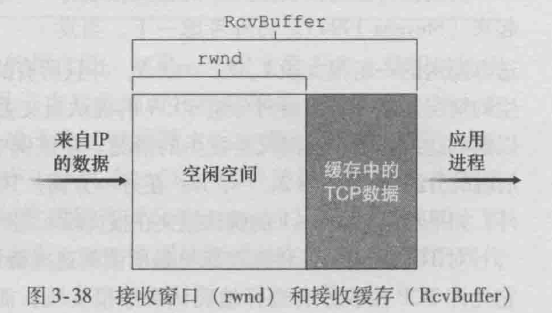 RcvBuffer
rwnd
来自IP
的数据
空闲空间
缓存中的
TCP数据
应用
进程
图 3-38 接收窗口（rwnd）和接收缓存（RcvBuffer）